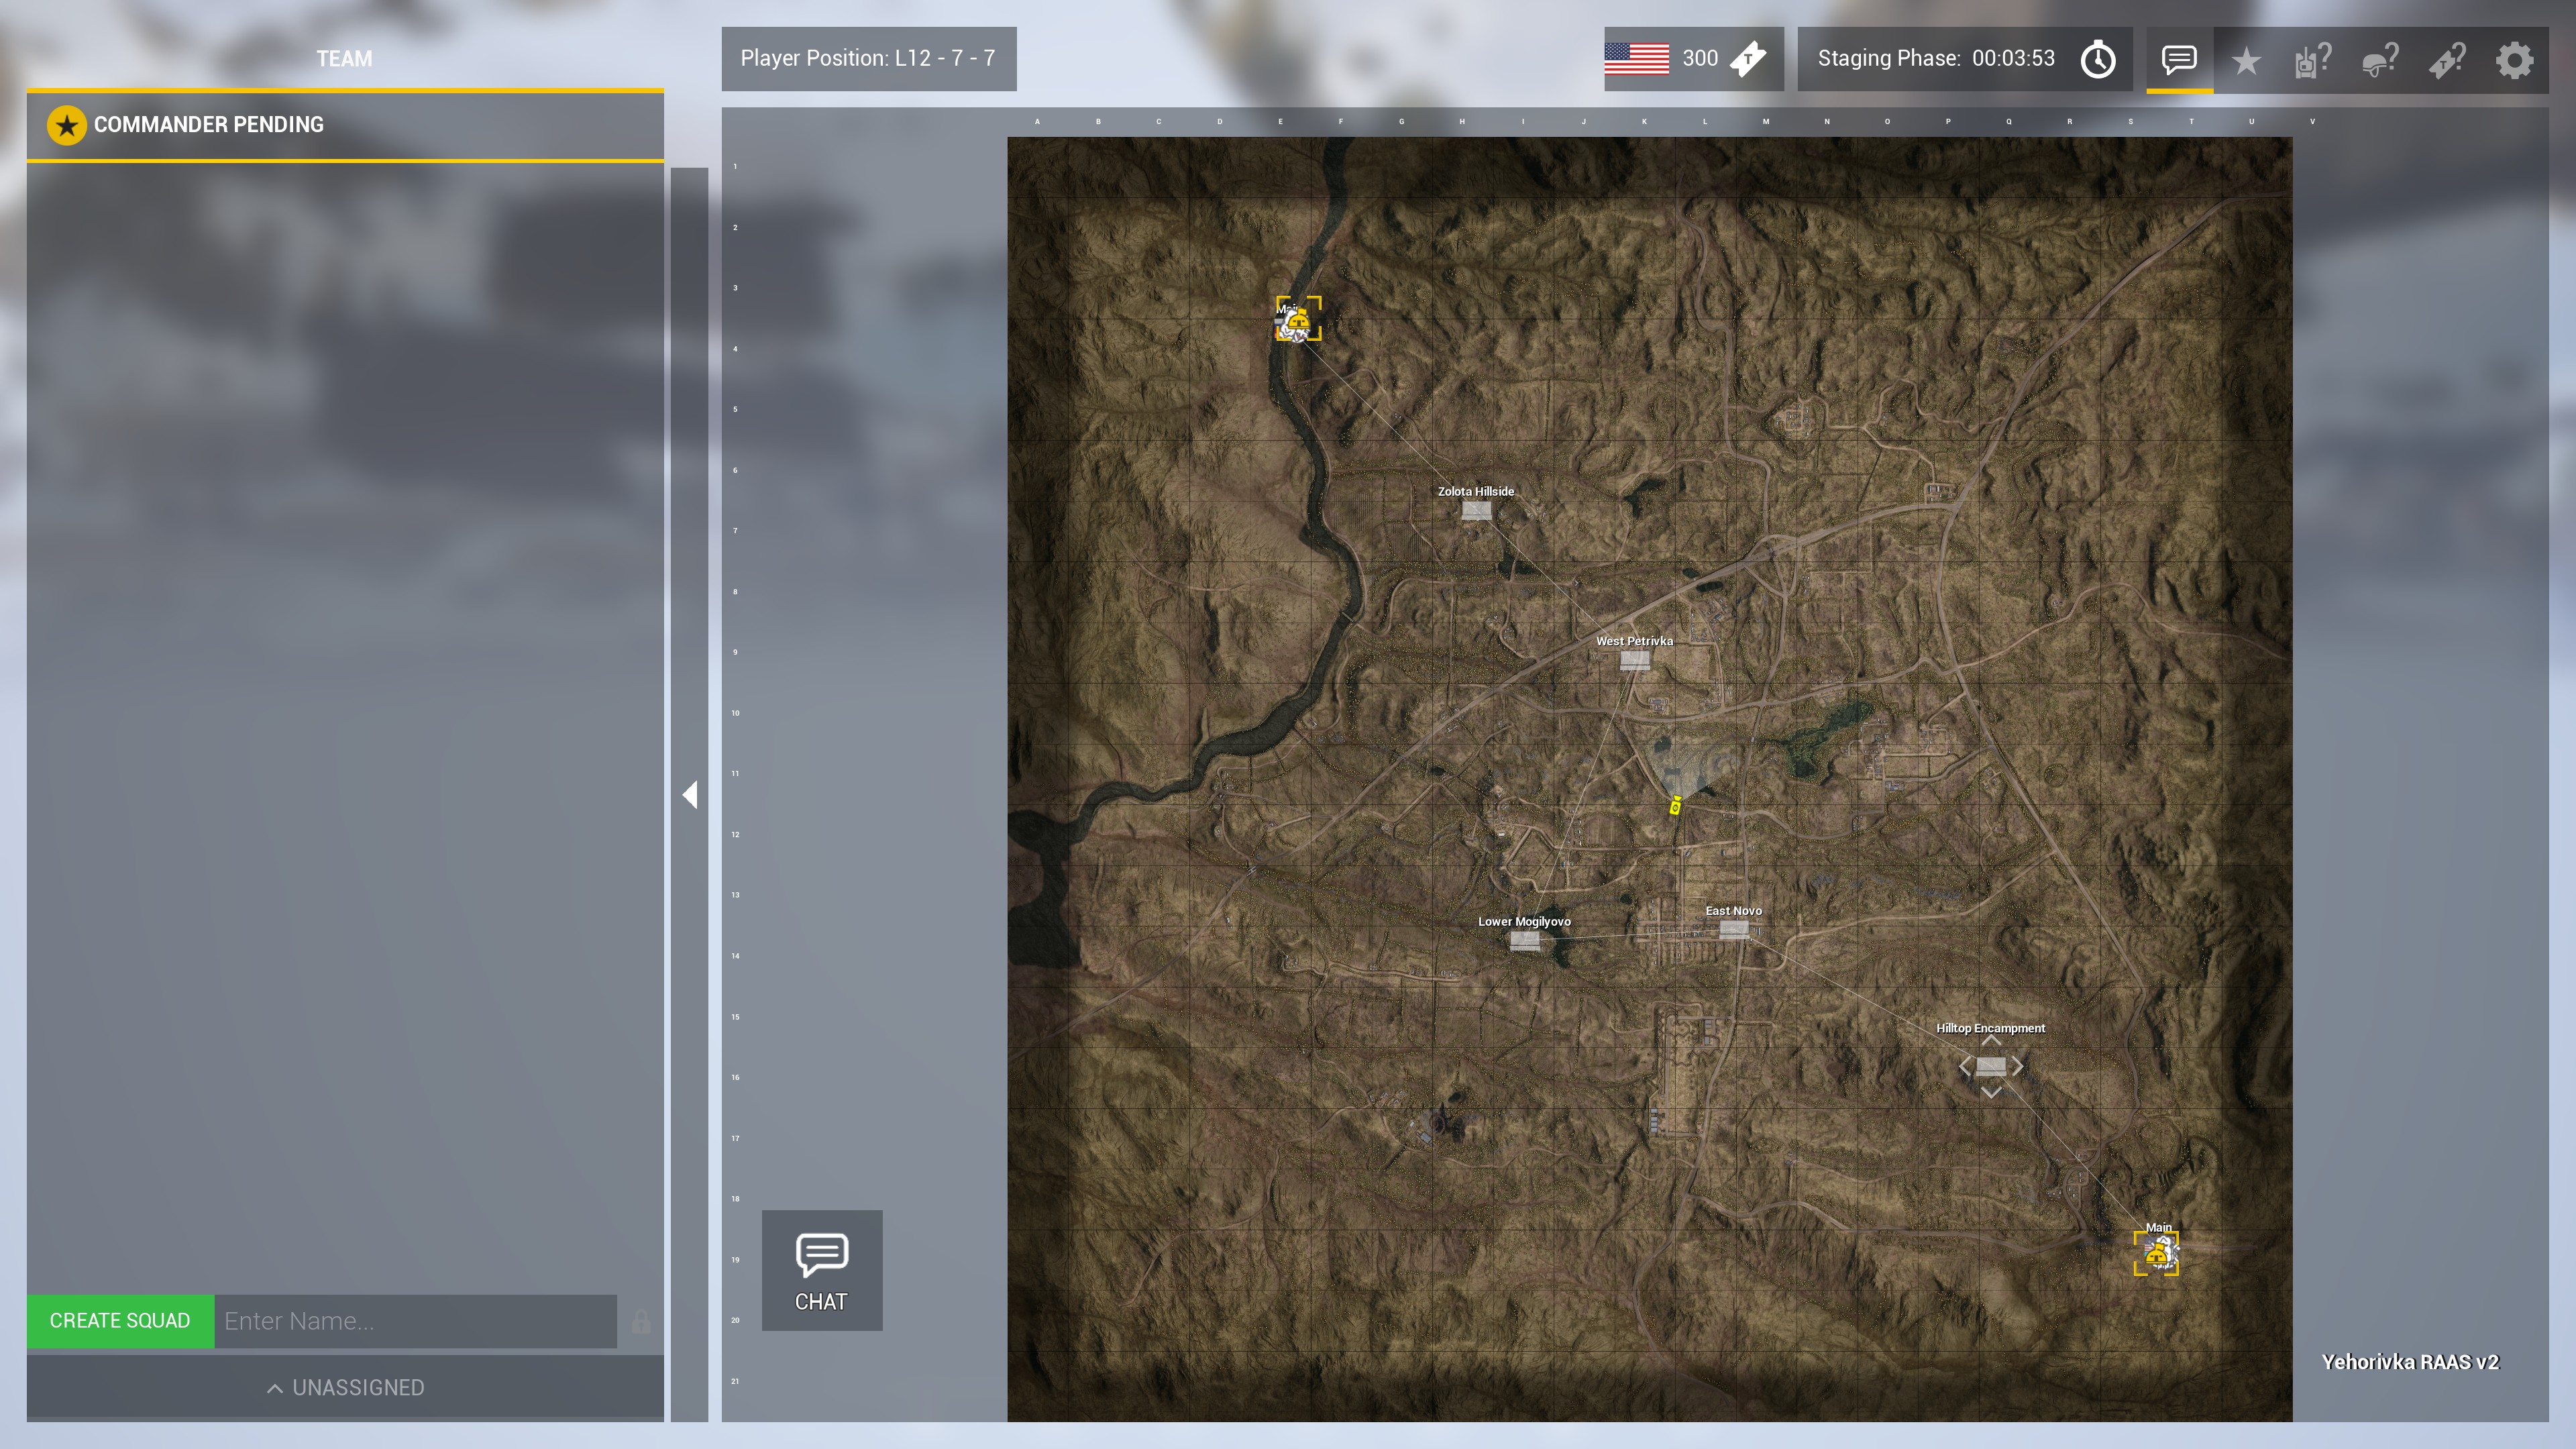 TEAM
COMMANDER PENDING
CREATE SQUAD
Enter Name...
UNASSIGNED
Player Position: L12 - 7 - 7
300
Staging Phase: 00:03:53
A B C D E F G H I J K L M N O P Q R S T U V
1
2
3
4
5
6
7
8
9
10
11
12
13
14
15
16
17
18
19
20
21
Zolota Hillside
West Petrivka
Lower Mogilyovo
East Novo
Hilltop Encampment
Main
CHAT
Yehorivka RAAS v2